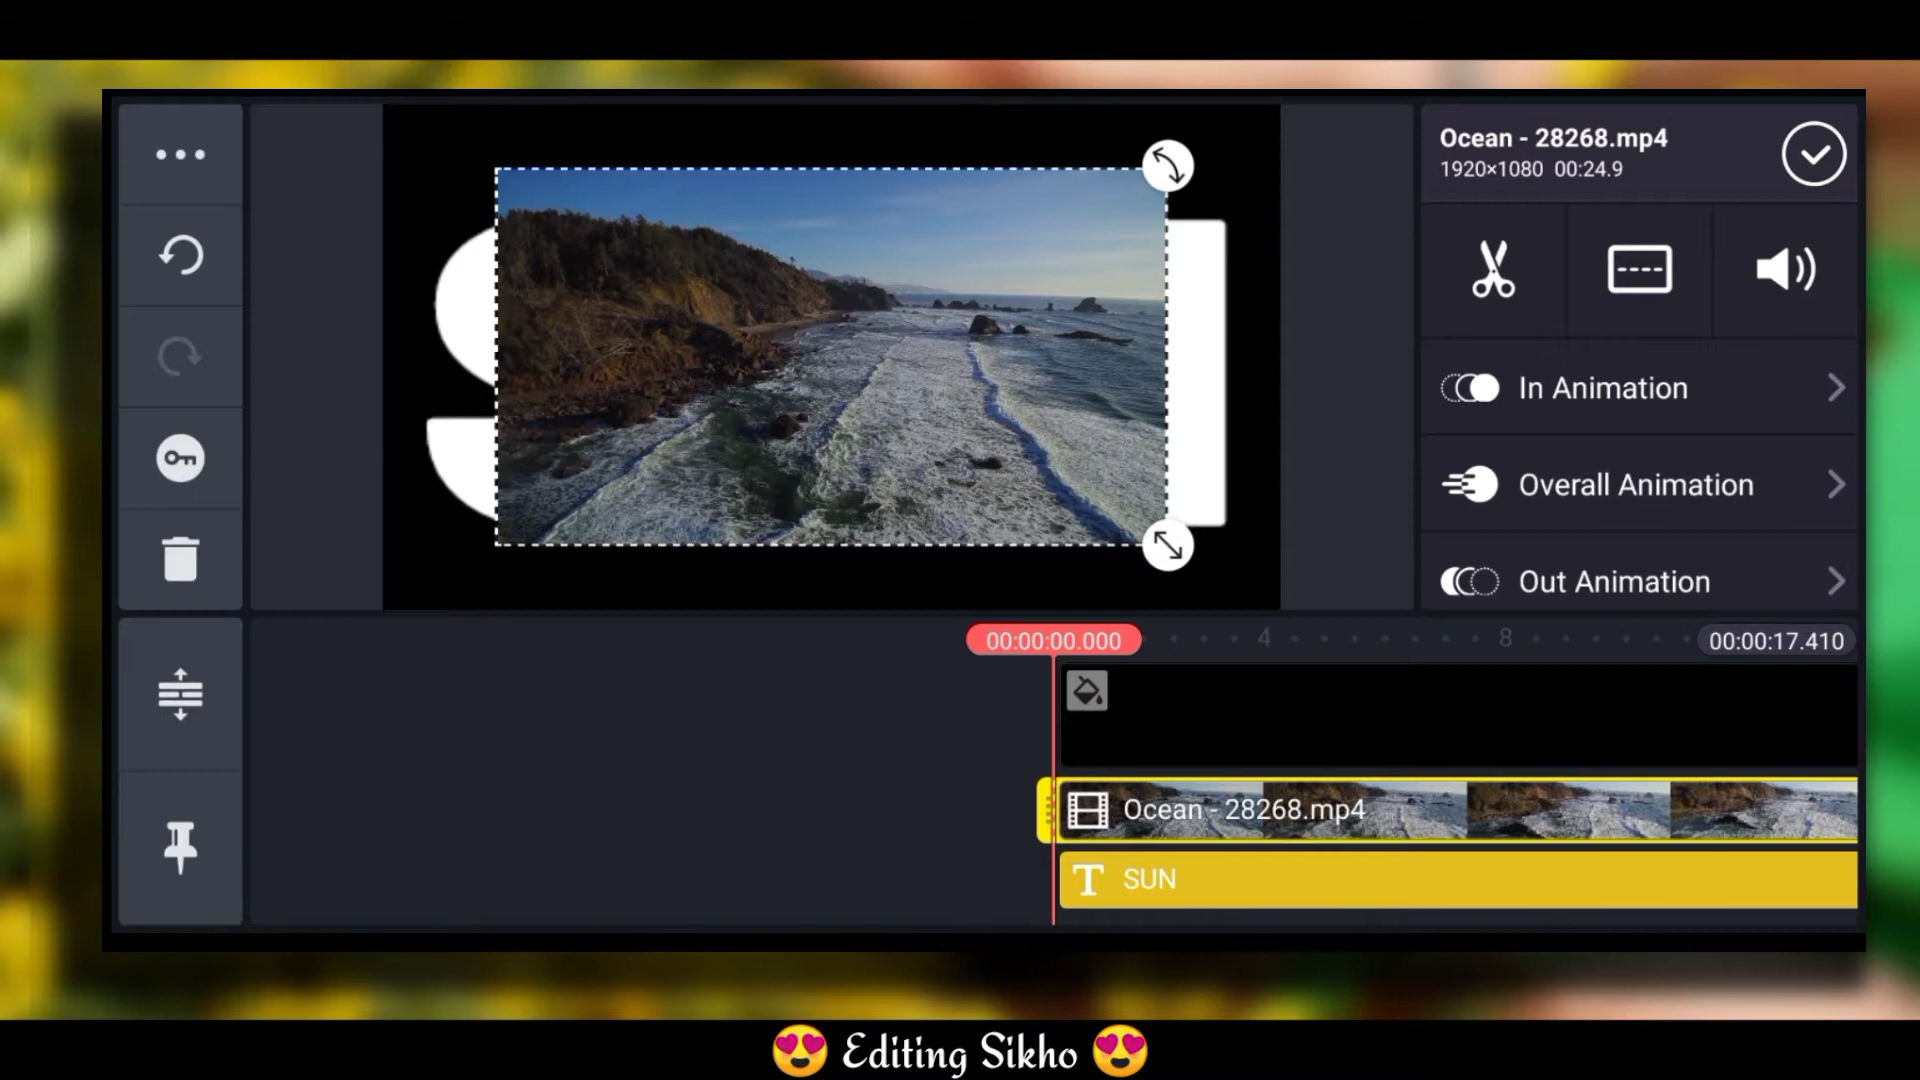 Ocean - 28268.mp4
1920×1080 00:24.9
In Animation
Overall Animation
Out Animation
00:00:00.000 4 8 00:00:17.410
Ocean - 28268.mp4
T SUN
😍 Editing Sikho 😍